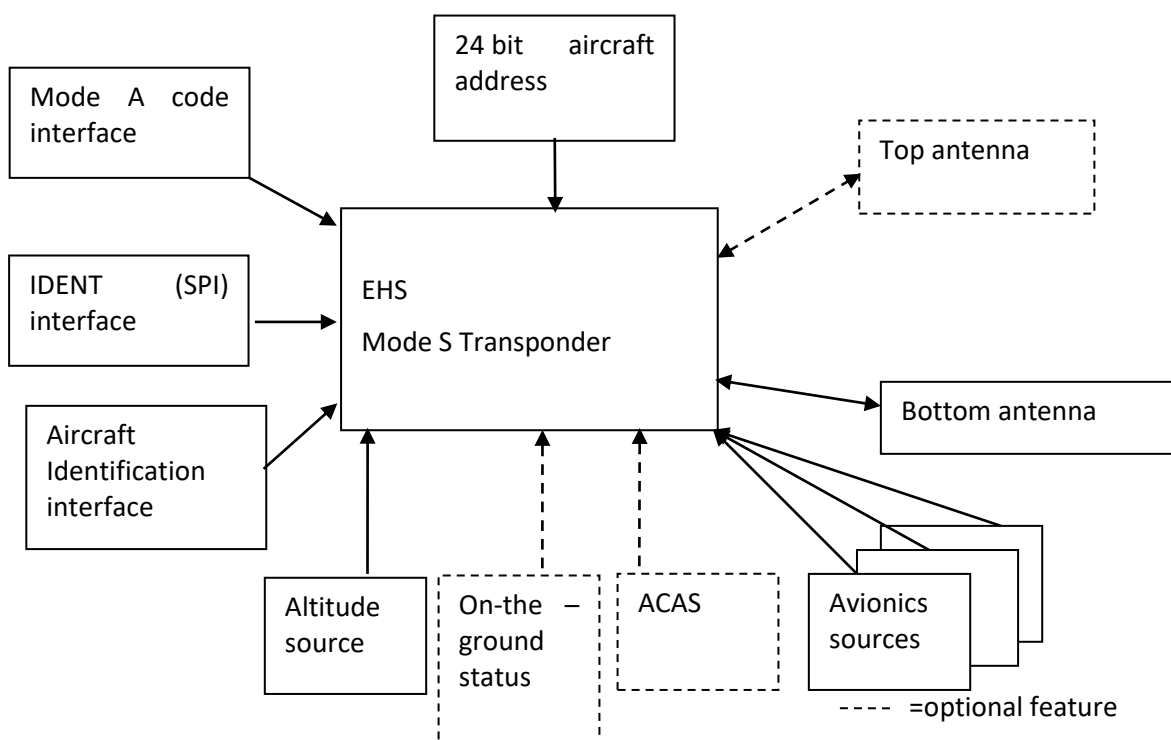 24 bit aircraft
address
Mode A code
interface
Top antenna
IDENT (SPI)
interface
EHS
Mode S Transponder
Bottom antenna
Aircraft
Identification
interface
Altitude
source
On-the –
ground
status
ACAS
Avionics
sources
=optional feature